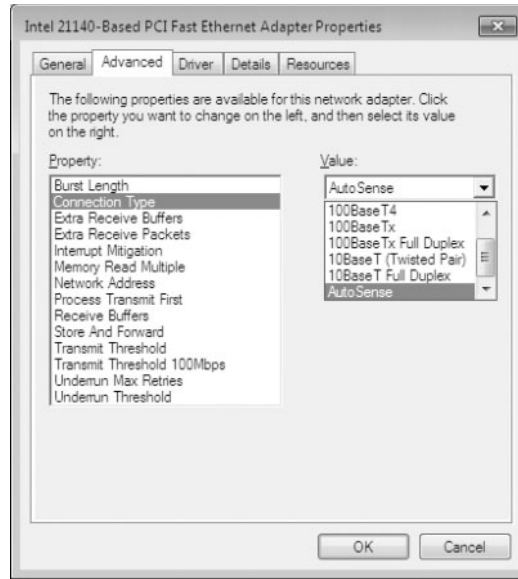 Intel 21140-Based PCI Fast Ethernet Adapter Properties
General Advanced Driver Details Resources
The following properties are available for this network adapter. Click
the property you want to change on the left, and then select its value
on the right.
Property:
Burst Length
Connection Type
Extra Receive Buffers
Extra Receive Packets
Interrupt Mitigation
Memory Read Multiple
Network Address
Process Transmit First
Receive Buffers
Store And Forward
Transmit Threshold
Transmit Threshold 100Mbps
Underrun Max Retries
Underrun Threshold
Value:
AutoSense
100BaseT4
100BaseTx
100BaseTx Full Duplex
10BaseT (Twisted Pair)
10BaseT Full Duplex
AutoSense
OK Cancel